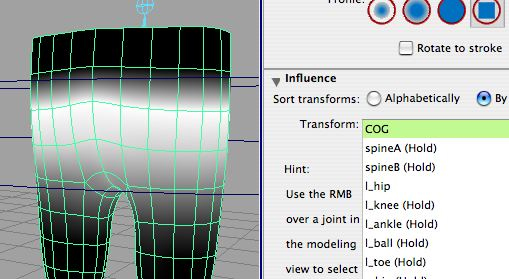 Profile:
Rotate to stroke
Influence
Sort transforms: Alphabetically By
Transform: COG
spineA (Hold)
spineB (Hold)
Hint: l_hip
Use the RMB l_knee (Hold)
over a joint in l_ankle (Hold)
the modeling l_ball (Hold)
view to select l_toe (Hold)